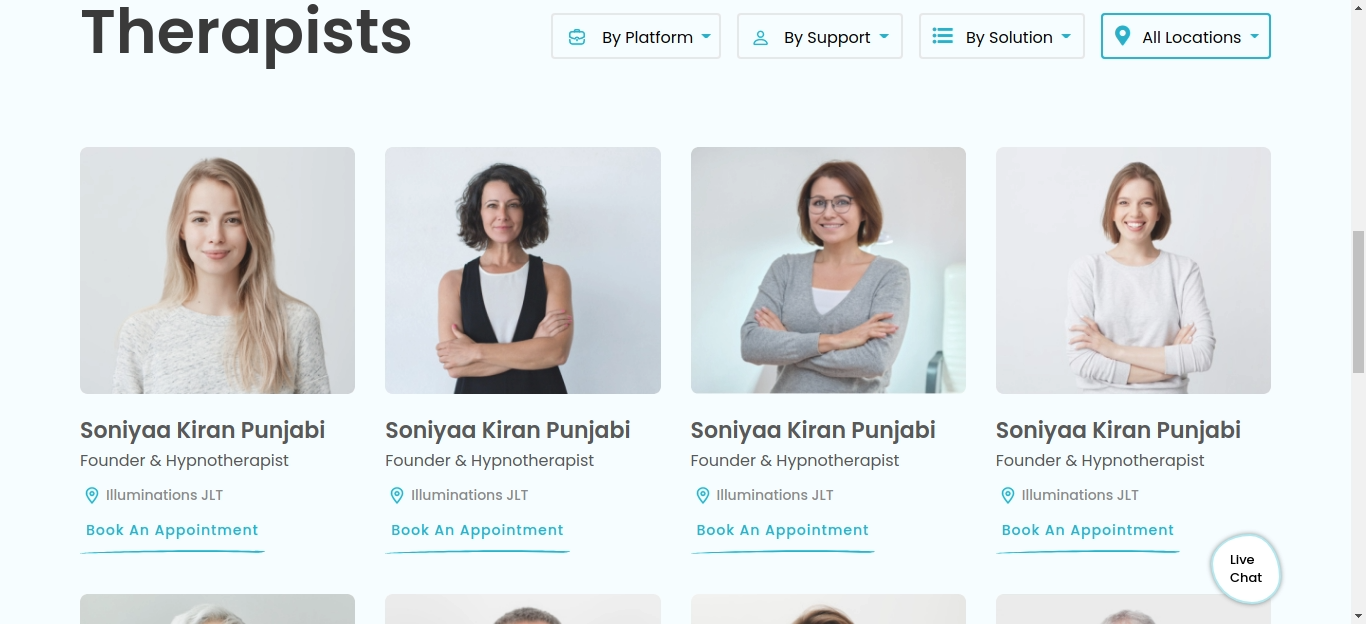 Therapists
By Platform
By Support
By Solution
All Locations
Soniyaa Kiran Punjabi
Founder & Hypnotherapist
Illuminations JLT
Book An Appointment
Soniyaa Kiran Punjabi
Founder & Hypnotherapist
Illuminations JLT
Book An Appointment
Soniyaa Kiran Punjabi
Founder & Hypnotherapist
Illuminations JLT
Book An Appointment
Soniyaa Kiran Punjabi
Founder & Hypnotherapist
Illuminations JLT
Book An Appointment
Live
Chat